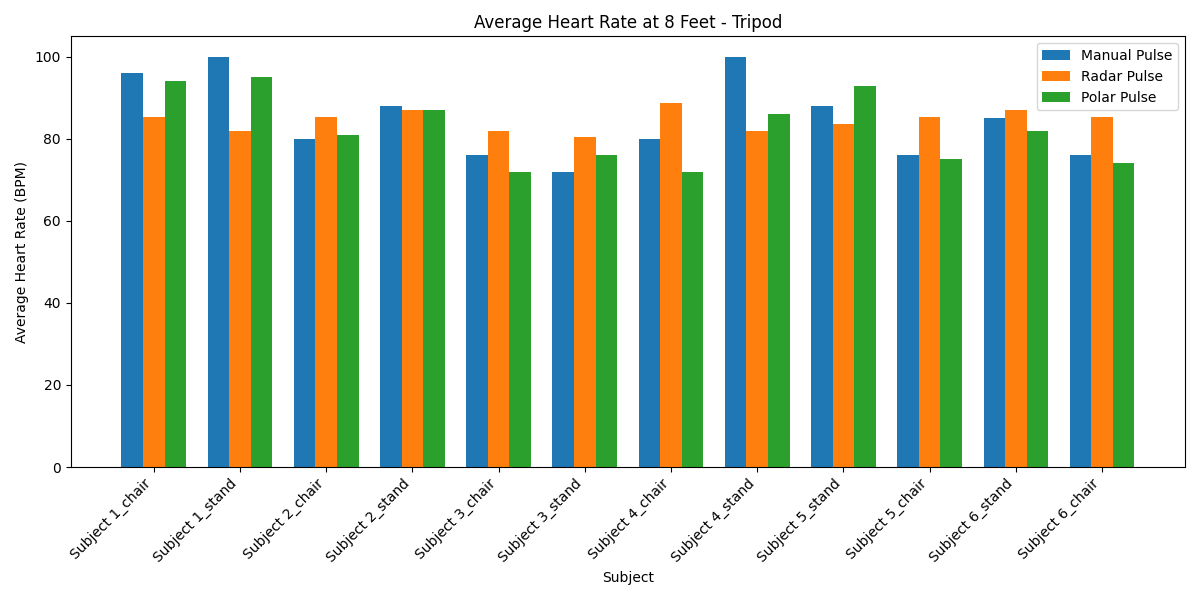 Average Heart Rate at 8 Feet - Tripod
Manual Pulse
Radar Pulse
Polar Pulse
Average Heart Rate (BPM)
100
80
60
40
20
0
Subject 1_chair
Subject 1_stand
Subject 2_chair
Subject 2_stand
Subject 3_chair
Subject 3_stand
Subject 4_chair
Subject 4_stand
Subject 5_stand
Subject 5_chair
Subject 6_stand
Subject 6_chair
Subject